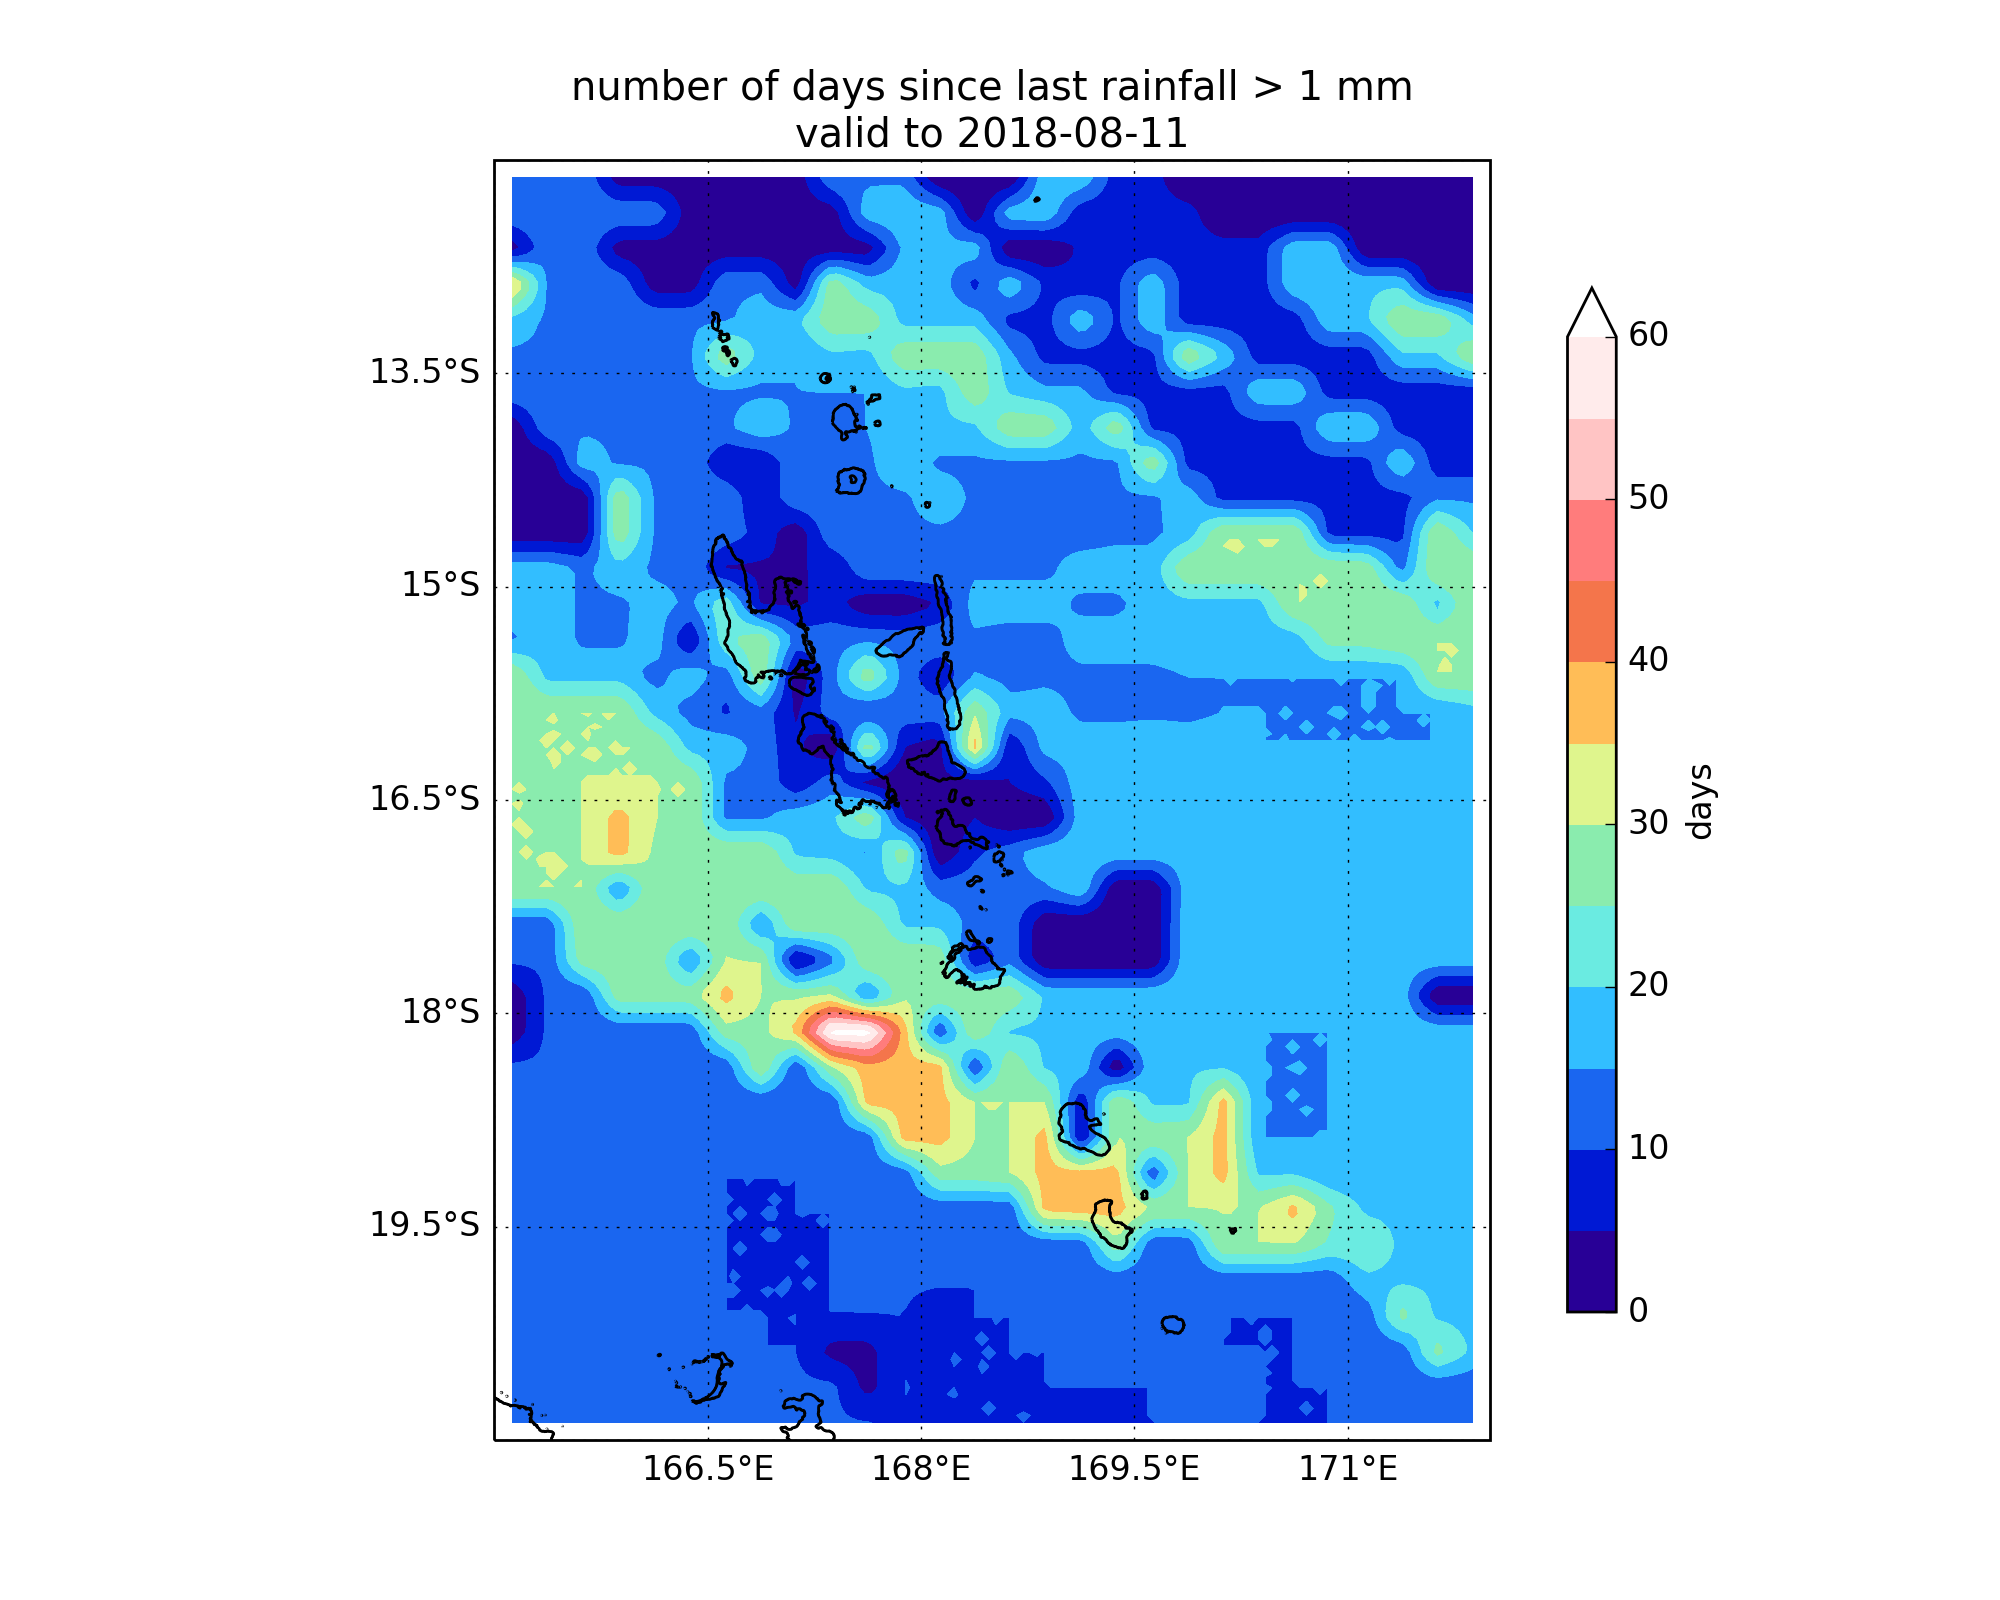 number of days since last rainfall > 1 mm
valid to 2018-08-11
13.5°S
15°S
16.5°S
18°S
19.5°S
166.5°E
168°E
169.5°E
171°E
60
50
40
30
20
10
0
days